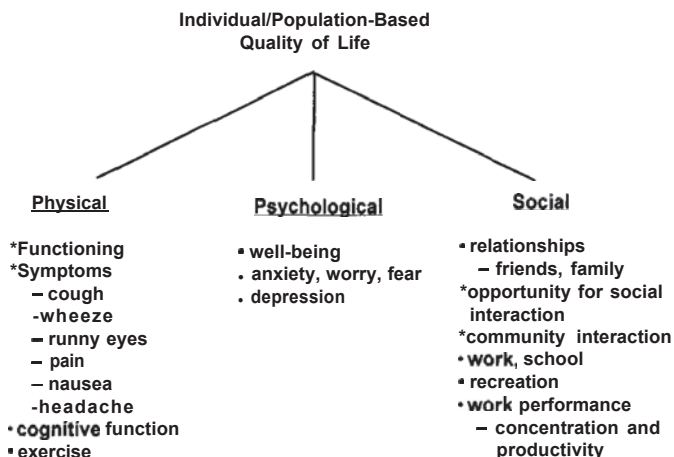 Individual/Population-Based
Quality of Life
Physical
*Functioning
*Symptoms
– cough
-wheeze
– runny eyes
– pain
– nausea
-headache
• cognitive function
• exercise
Psychological
• well-being
• anxiety, worry, fear
• depression
Social
• relationships
– friends, family
*opportunity for social
interaction
*community interaction
• work, school
• recreation
• work performance
– concentration and
productivity